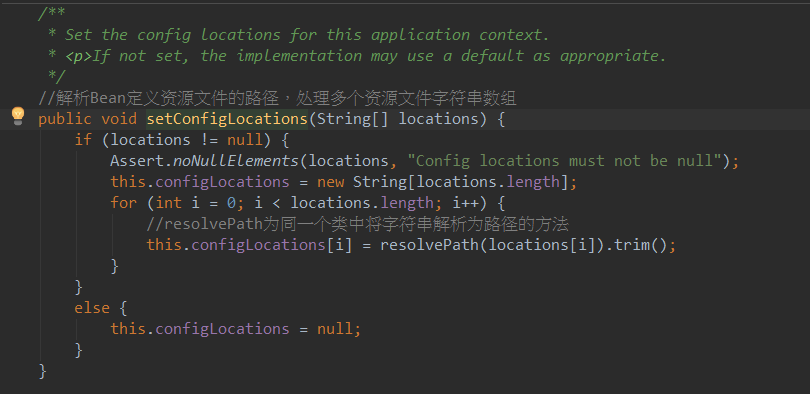 /**
 * Set the config locations for this application context.
 * <p>If not set, the implementation may use a default as appropriate.
 */
//解析Bean定义资源文件的路径，处理多个资源文件字符串数组
public void setConfigLocations(String[] locations) {
    if (locations != null) {
        Assert.noNullElements(locations, "Config locations must not be null");
        this.configLocations = new String[locations.length];
        for (int i = 0; i < locations.length; i++) {
            //resolvePath为同一个类中将字符串解析为路径的方法
            this.configLocations[i] = resolvePath(locations[i]).trim();
        }
    }
    else {
        this.configLocations = null;
    }
}